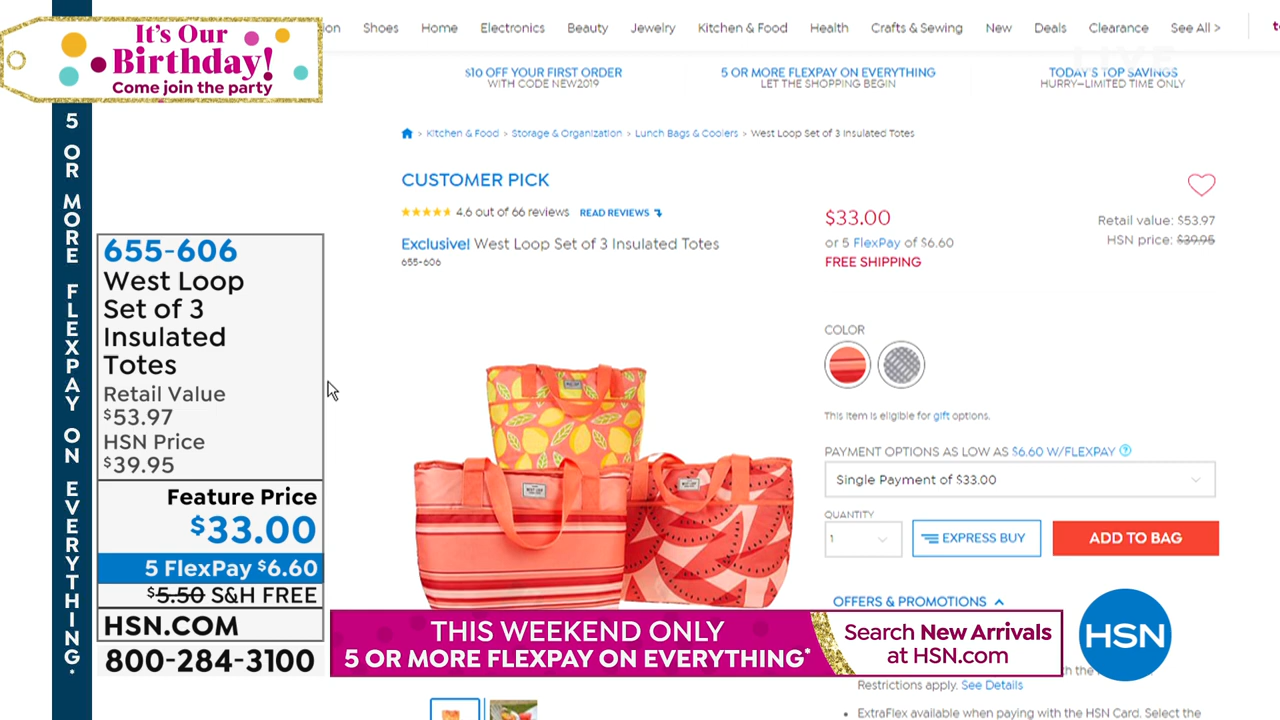 It's Our
Birthday!
Come join the party
5 OR MORE FLEXPAY ON EVERYTHING.
655-606
West Loop
Set of 3
Insulated
Totes
Retail Value
$53.97
HSN Price
$39.95
Feature Price
$33.00
5 FlexPay $6.60
$5.50 S&H FREE
HSN.COM
800-284-3100
Shoes Home Electronics Beauty Jewelry Kitchen & Food Health Crafts & Sewing New Deals Clearance See All >
LIVE
$10 OFF YOUR FIRST ORDER
WITH CODE NEW2019
5 OR MORE FLEXPAY ON EVERYTHING
LET THE SHOPPING BEGIN
TODAY'S TOP SAVINGS
HURRY—LIMITED TIME ONLY
> Kitchen & Food > Storage & Organization > Lunch Bags & Coolers > West Loop Set of 3 Insulated Totes
CUSTOMER PICK
4.6 out of 66 reviews READ REVIEWS
Exclusive! West Loop Set of 3 Insulated Totes
655-606
$33.00
or 5 FlexPay of $6.60
FREE SHIPPING
Retail value: $53.97
HSN price: $39.95
COLOR
This item is eligible for gift options.
PAYMENT OPTIONS AS LOW AS $6.60 W/FLEXPAY ?
Single Payment of $33.00
QUANTITY
1
EXPRESS BUY
ADD TO BAG
OFFERS & PROMOTIONS
WEST LOOP
WEST LOOP
THIS WEEKEND ONLY
5 OR MORE FLEXPAY ON EVERYTHING*
Search New Arrivals
at HSN.com
HSN
th the
Restrictions apply. See Details
• ExtraFlex available when paying with the HSN Card. Select the